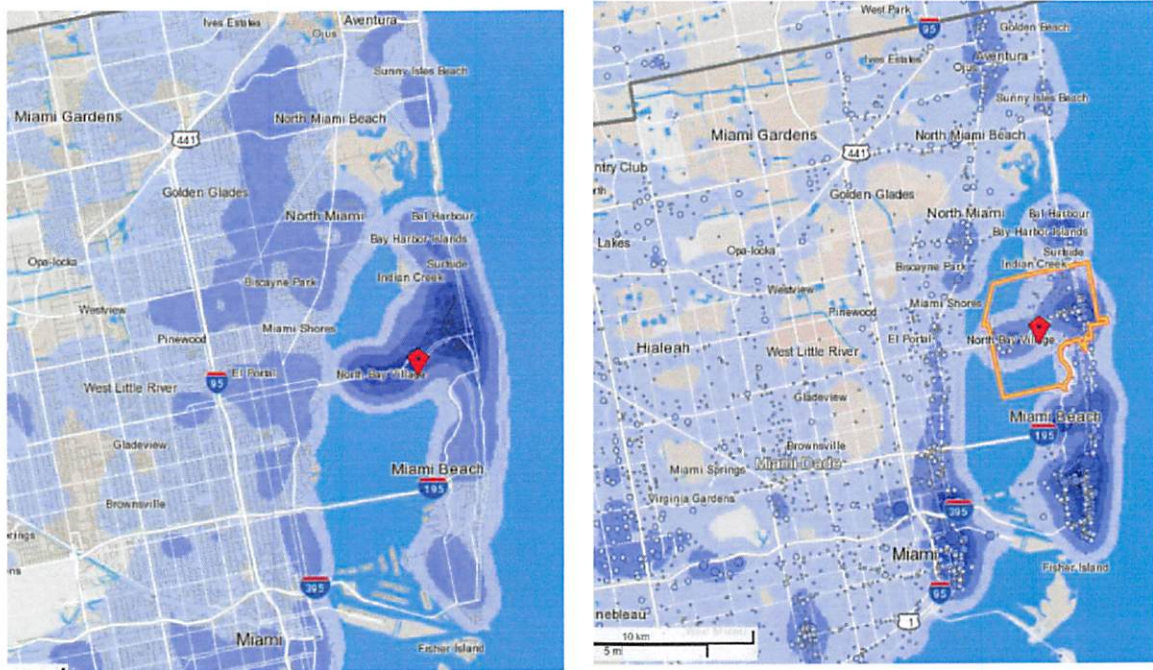 Ives Estates
Aventura
Ojus
Sunny Isles Beach
Miami Gardens
North Miami Beach
441
Golden Glades
North Miami
Bal Harbour
Bay Harbor Islands
Opa-locka
Surfside
Indian Creek
Biscayne Park
Westview
Miami Shores
Pinewood
El Portal
North Bay Village
95
West Little River
Gladeview
Miami Beach
195
Brownsville
rings
ns
395
Miami
Fisher Island
West Park
95
Golden Beach
Ives Estates
Aventura
Ojus
Sunny Isles Beach
Miami Gardens
North Miami Beach
441
ntry Club
Golden Glades
North Miami
Bal Harbour
Bay Harbor Islands
Lakes
Opa-locka
Surfside
Indian Creek
Biscayne Park
Westview
Miami Shores
Pinewood
El Portal
North Bay Village
Hialeah
West Little River
Gladeview
Miami Beach
195
Brownsville
Miami Springs
Miami-Dade
Virginia Gardens
395
Miami
Fisher Island
95
nebleau
1
10 km
5 m